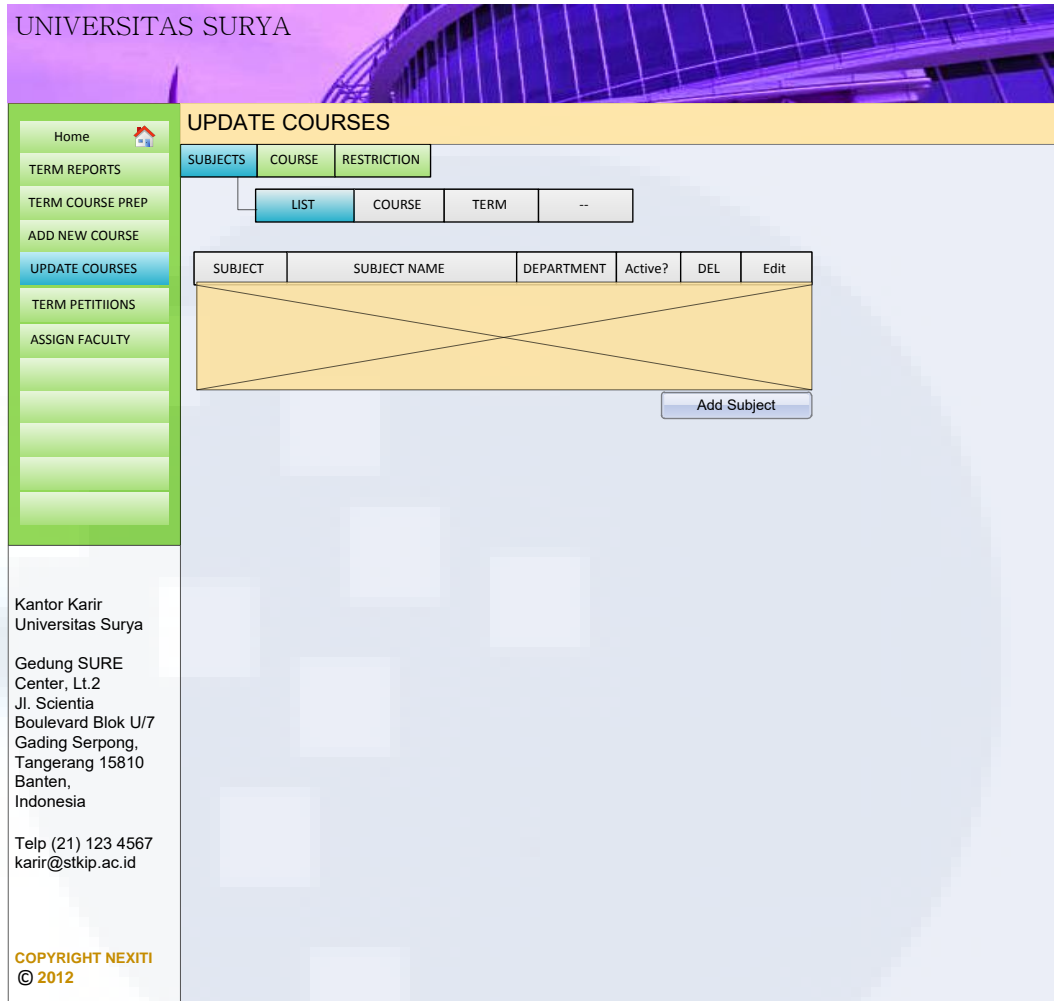 UNIVERSITAS SURYA
Home
TERM REPORTS
TERM COURSE PREP
ADD NEW COURSE
UPDATE COURSES
TERM PETITIIONS
ASSIGN FACULTY
UPDATE COURSES
SUBJECTS COURSE RESTRICTION
LIST COURSE TERM --
SUBJECT SUBJECT NAME DEPARTMENT Active? DEL Edit
Add Subject
Kantor Karir
Universitas Surya
Gedung SURE
Center, Lt.2
Jl. Scientia
Boulevard Blok U/7
Gading Serpong,
Tangerang 15810
Banten,
Indonesia
Telp (21) 123 4567
karir@stkip.ac.id
COPYRIGHT NEXITI
© 2012